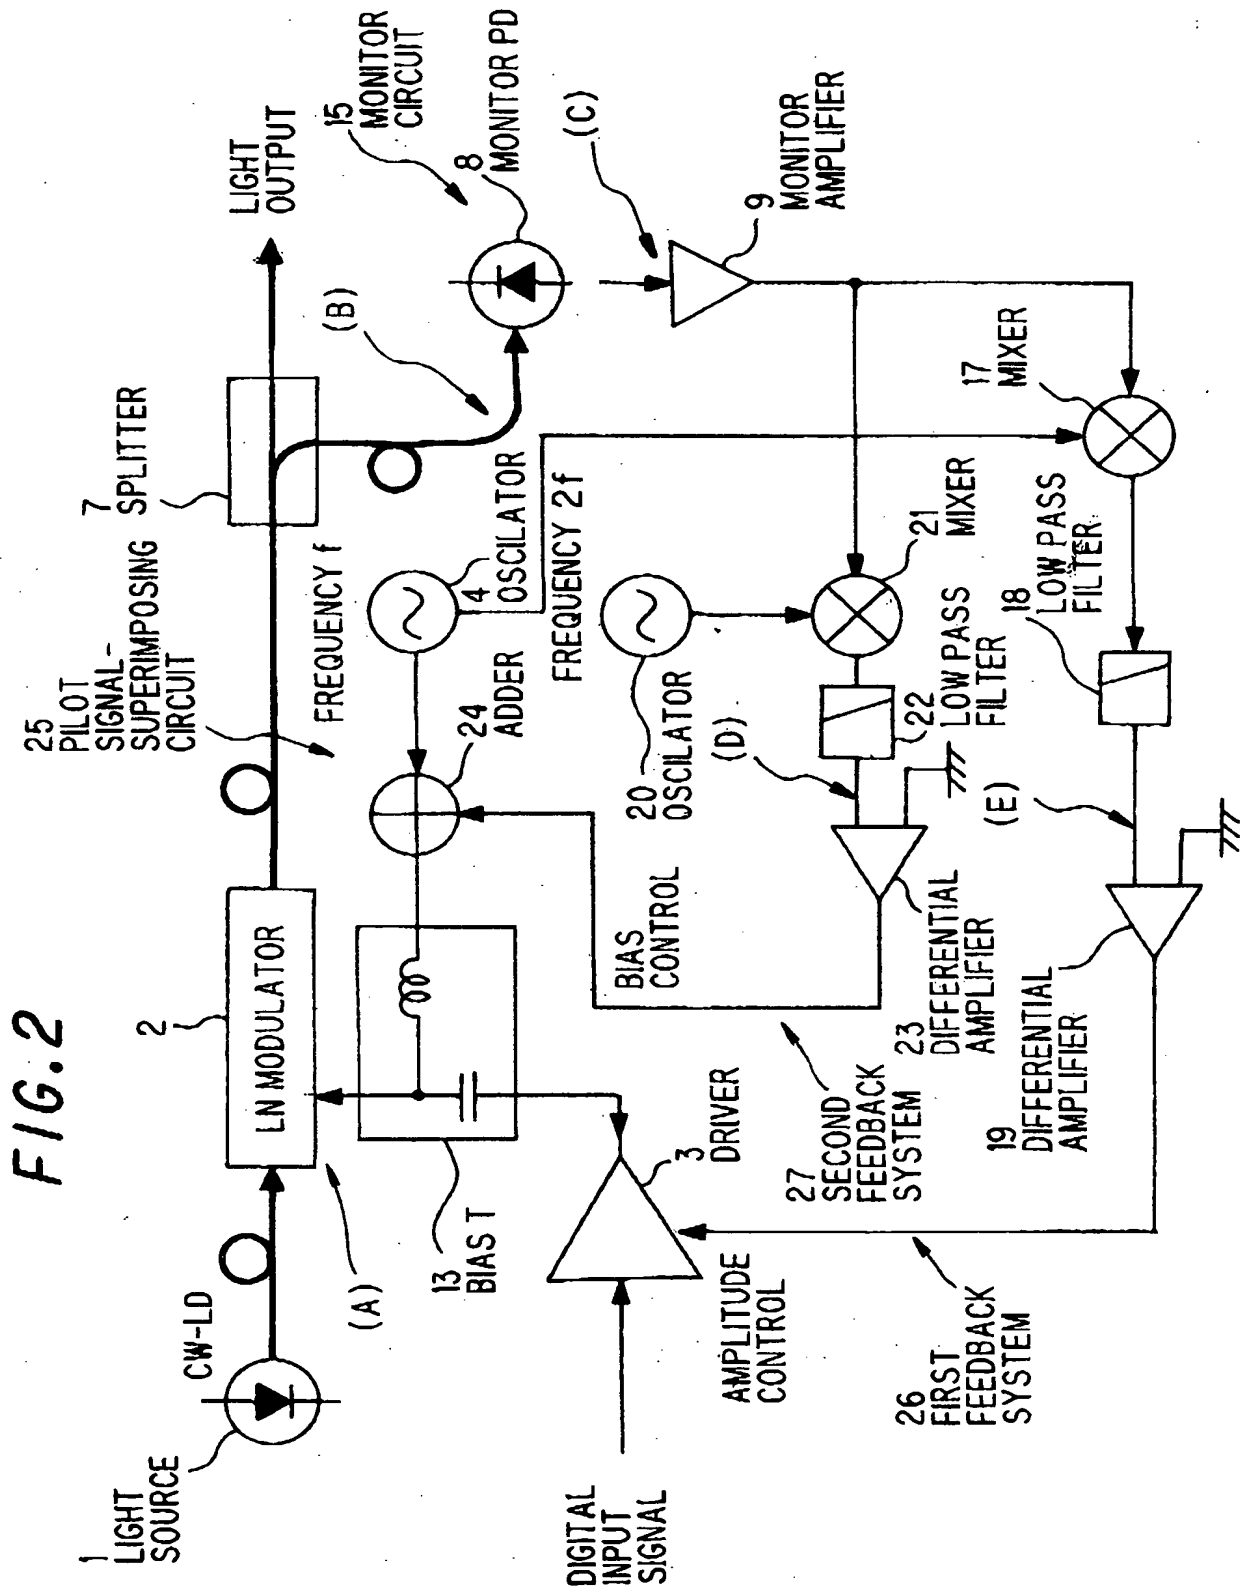 FIG.2
1
LIGHT
SOURCE
CW-LD
(A)
2
LN MODULATOR
25
PILOT
SIGNAL-
SUPERIMPOSING
CIRCUIT
7
SPLITTER
LIGHT
OUTPUT
(B)
15
MONITOR
CIRCUIT
8
MONITOR PD
(C)
9
MONITOR
AMPLIFIER
13
BIAS T
24
ADDER
FREQUENCY f
4
OSCILATOR
FREQUENCY 2f
20
OSCILATOR
21
MIXER
17
MIXER
22
LOW PASS
FILTER
18
LOW PASS
FILTER
(D)
(E)
BIAS
CONTROL
23
DIFFERENTIAL
AMPLIFIER
19
DIFFERENTIAL
AMPLIFIER
27
SECOND
FEEDBACK
SYSTEM
3
DRIVER
DIGITAL
INPUT
SIGNAL
AMPLITUDE
CONTROL
26
FIRST
FEEDBACK
SYSTEM